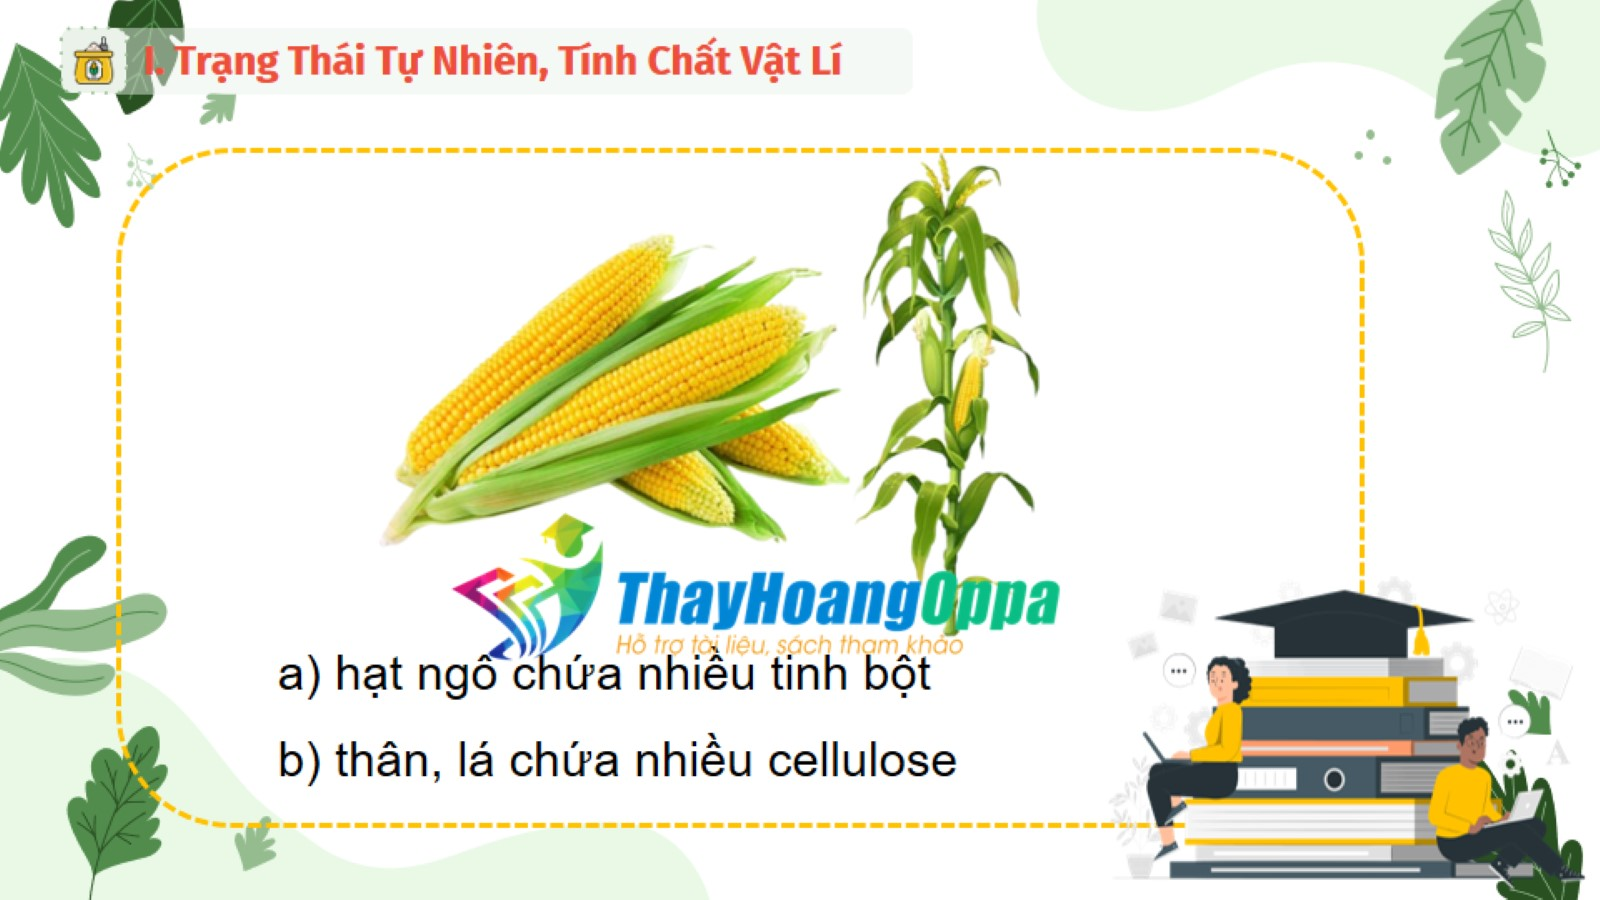 I. Trạng Thái Tự Nhiên, Tính Chất Vật Lí
ThayHoangOppa
Hỗ trợ tài liệu, sách tham khảo
a) hạt ngô chứa nhiều tinh bột
b) thân, lá chứa nhiều cellulose
A